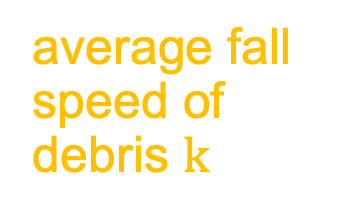 average fall
speed of
debris k